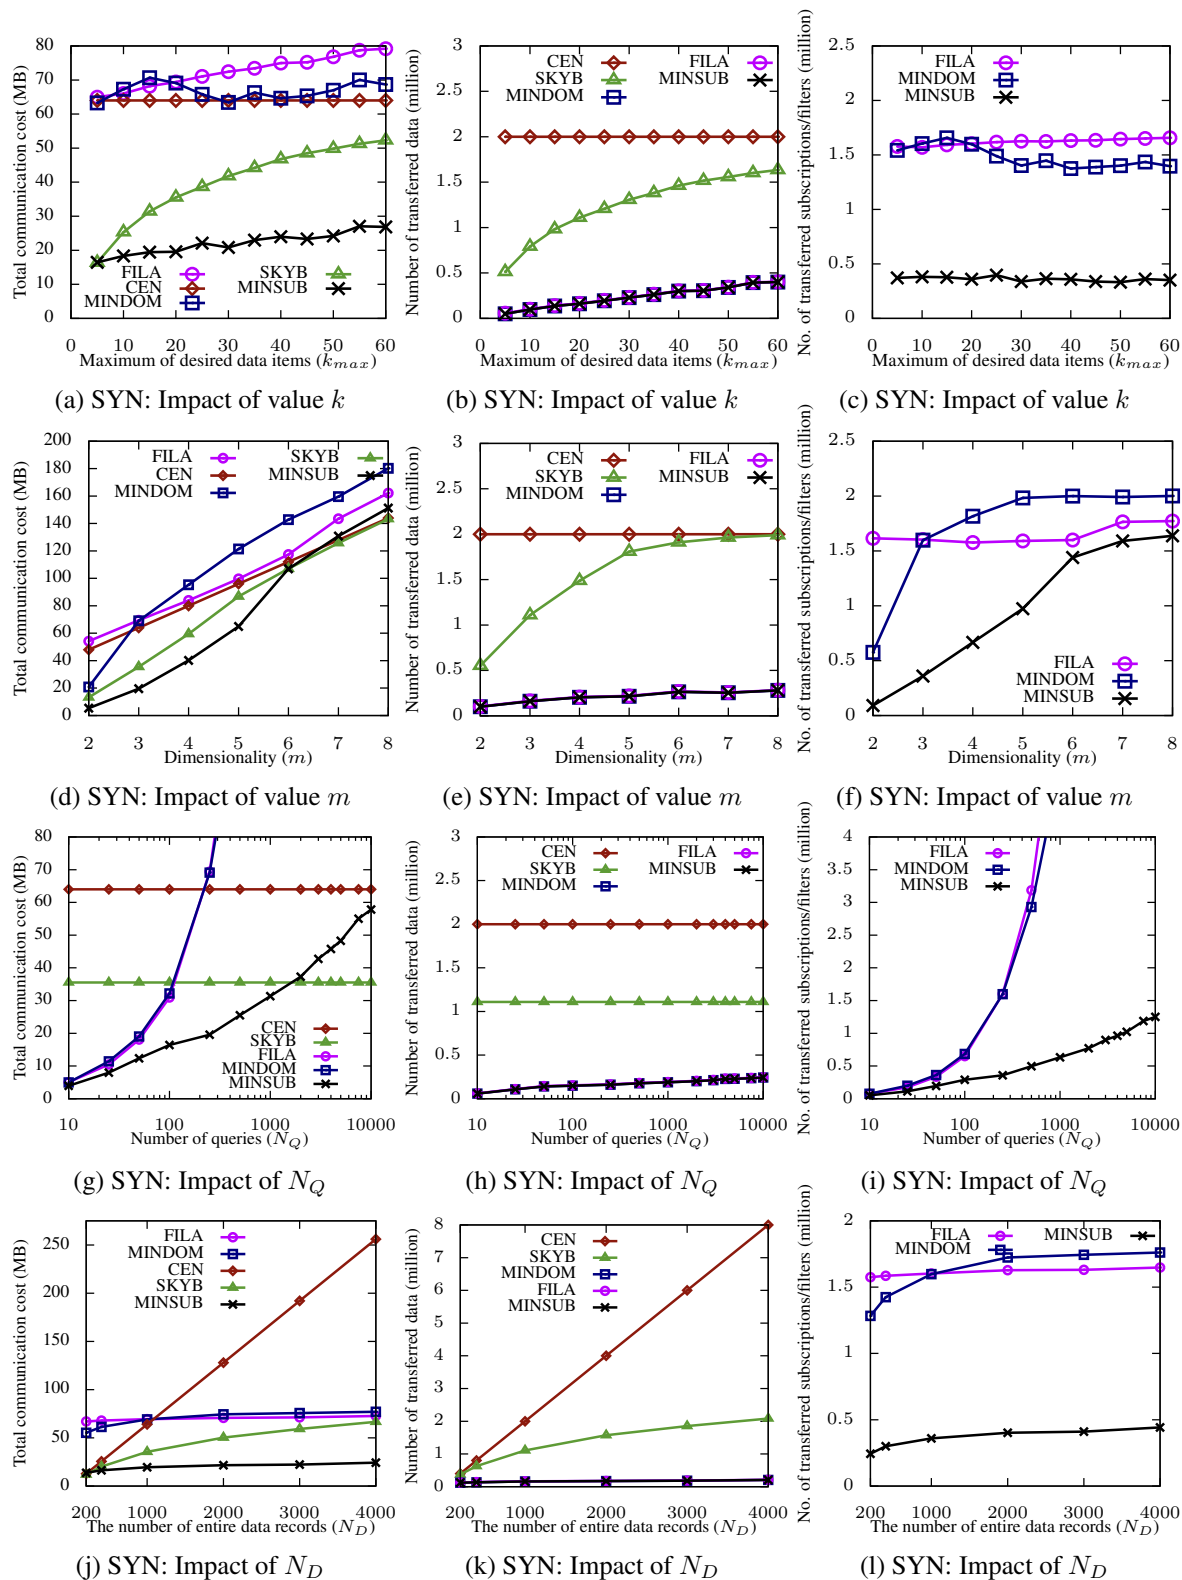 Total communication cost (MB)
80
70
60
50
40
30
20
10
0
FILA
CEN
MINDOM
SKYB
MINSUB
0 10 20 30 40 50 60
Maximum of desired data items (kmax)
(a) SYN: Impact of value k
Number of transferred data (million)
3
2.5
2
1.5
1
0.5
0
CEN
SKYB
MINDOM
FILA
MINSUB
0 10 20 30 40 50 60
Maximum of desired data items (kmax)
(b) SYN: Impact of value k
No. of transferred subscriptions/filters (million)
2.5
2
1.5
1
0.5
0
FILA
MINDOM
MINSUB
0 10 20 30 40 50 60
Maximum of desired data items (kmax)
(c) SYN: Impact of value k
Total communication cost (MB)
200
180
160
140
120
100
80
60
40
20
0
FILA
CEN
MINDOM
SKYB
MINSUB
2 3 4 5 6 7 8
Dimensionality (m)
(d) SYN: Impact of value m
Number of transferred data (million)
3
2.5
2
1.5
1
0.5
0
CEN
SKYB
MINDOM
FILA
MINSUB
2 3 4 5 6 7 8
Dimensionality (m)
(e) SYN: Impact of value m
No. of transferred subscriptions/filters (million)
2.5
2
1.5
1
0.5
0
FILA
MINDOM
MINSUB
2 3 4 5 6 7 8
Dimensionality (m)
(f) SYN: Impact of value m
Total communication cost (MB)
80
70
60
50
40
30
20
10
0
CEN
SKYB
FILA
MINDOM
MINSUB
10 100 1000 10000
Number of queries (NQ)
(g) SYN: Impact of NQ
Number of transferred data (million)
3
2.5
2
1.5
1
0.5
0
CEN
SKYB
MINDOM
FILA
MINSUB
10 100 1000 10000
Number of queries (NQ)
(h) SYN: Impact of NQ
No. of transferred subscriptions/filters (million)
4
3.5
3
2.5
2
1.5
1
0.5
0
FILA
MINDOM
MINSUB
10 100 1000 10000
Number of queries (NQ)
(i) SYN: Impact of NQ
Total communication cost (MB)
250
200
150
100
50
0
FILA
MINDOM
CEN
SKYB
MINSUB
200 1000 2000 3000 4000
The number of entire data records (ND)
(j) SYN: Impact of ND
Number of transferred data (million)
8
7
6
5
4
3
2
1
0
CEN
SKYB
MINDOM
FILA
MINSUB
200 1000 2000 3000 4000
The number of entire data records (ND)
(k) SYN: Impact of ND
No. of transferred subscriptions/filters (million)
2
1.5
1
0.5
0
FILA
MINDOM
MINSUB
200 1000 2000 3000 4000
The number of entire data records (ND)
(l) SYN: Impact of ND